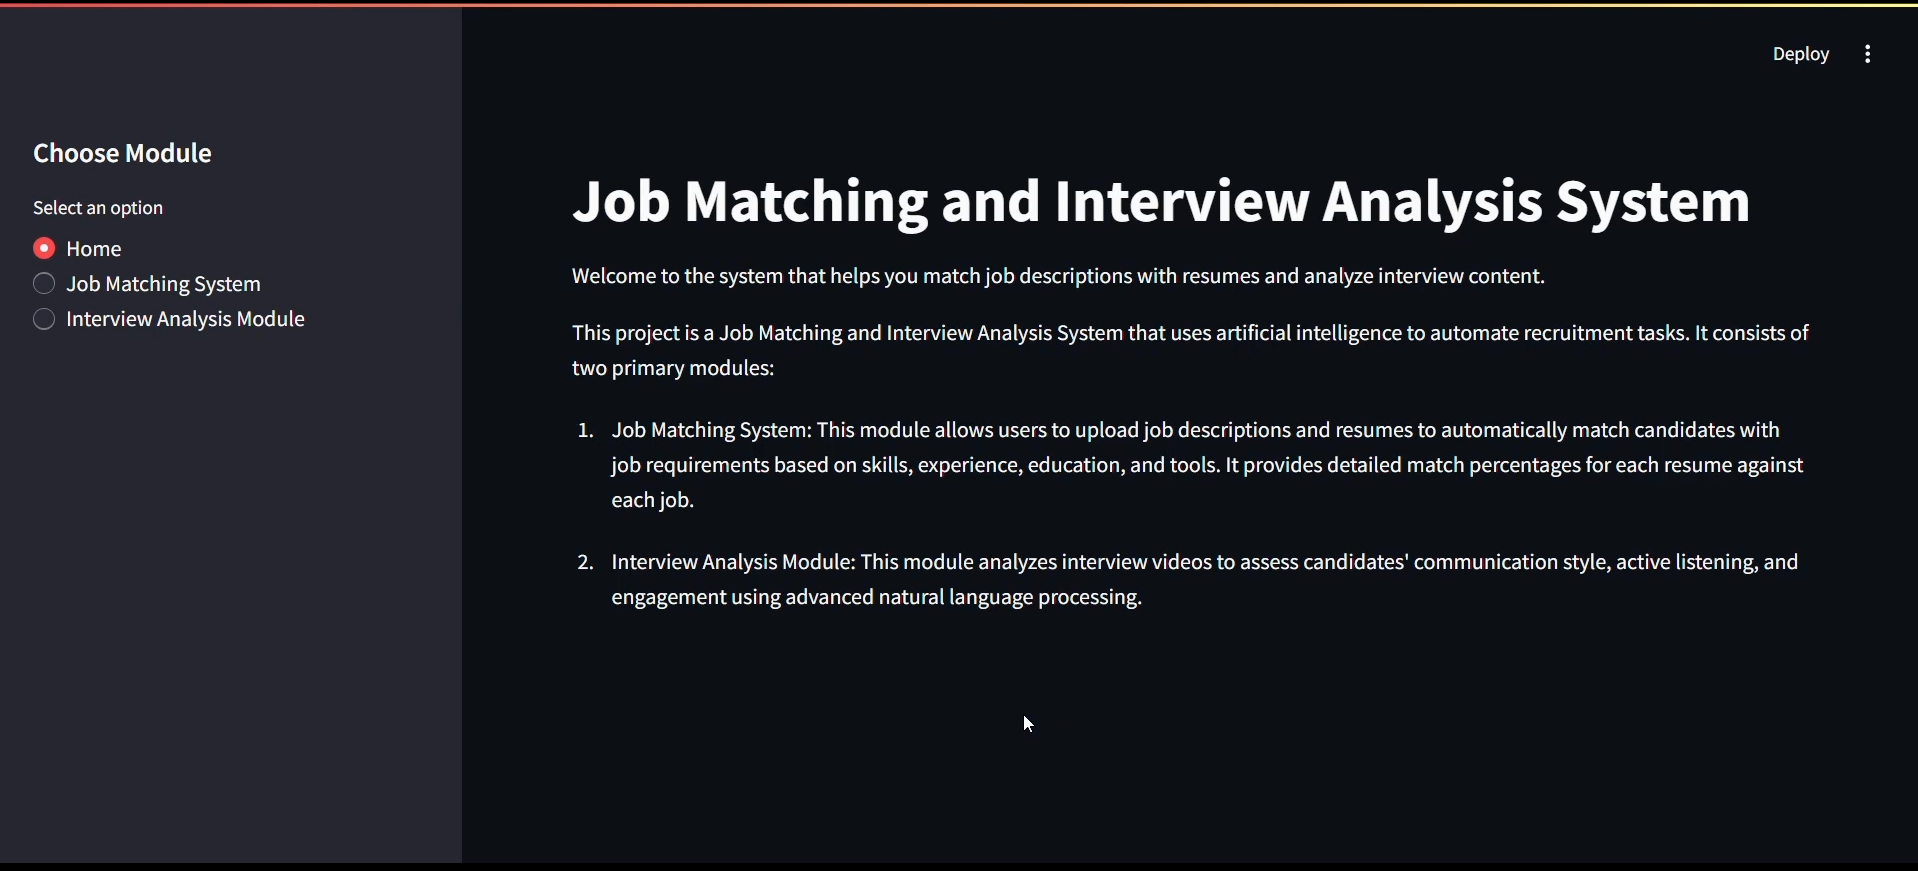 Deploy
Choose Module
Select an option
Home
Job Matching System
Interview Analysis Module
Job Matching and Interview Analysis System
Welcome to the system that helps you match job descriptions with resumes and analyze interview content.
This project is a Job Matching and Interview Analysis System that uses artificial intelligence to automate recruitment tasks. It consists of
two primary modules:
1. Job Matching System: This module allows users to upload job descriptions and resumes to automatically match candidates with
job requirements based on skills, experience, education, and tools. It provides detailed match percentages for each resume against
each job.
2. Interview Analysis Module: This module analyzes interview videos to assess candidates' communication style, active listening, and
engagement using advanced natural language processing.